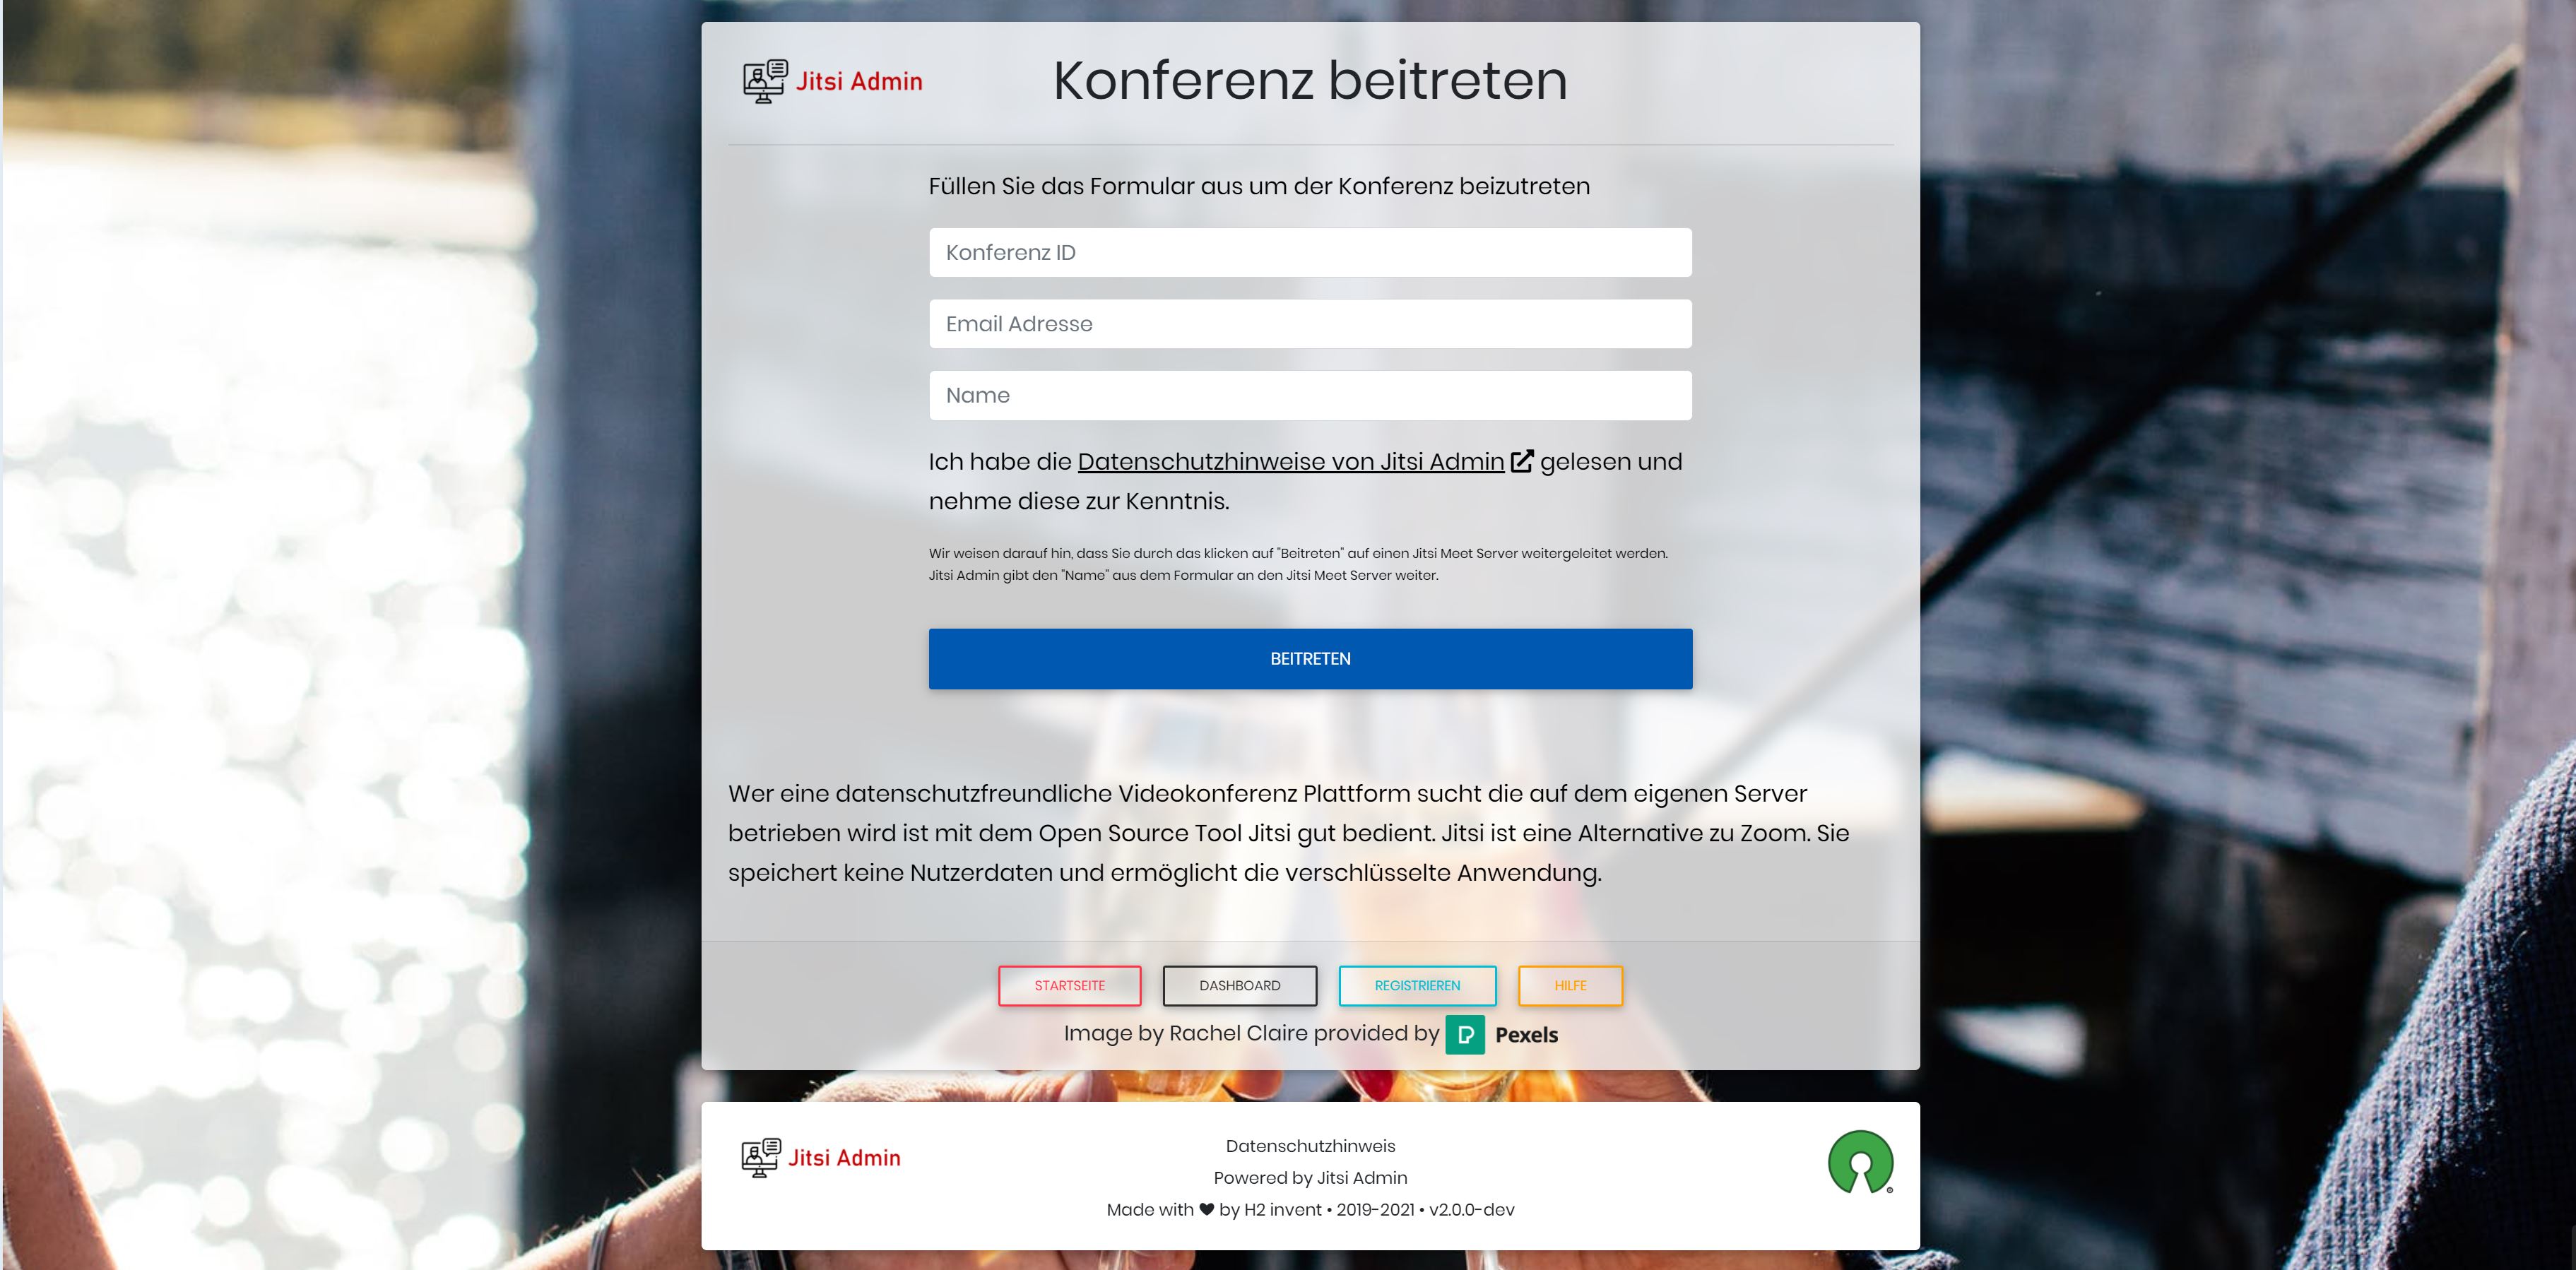 Jitsi Admin
Konferenz beitreten
Füllen Sie das Formular aus um der Konferenz beizutreten
Konferenz ID
Email Adresse
Name
Ich habe die Datenschutzhinweise von Jitsi Admin gelesen und
nehme diese zur Kenntnis.
Wir weisen darauf hin, dass Sie durch das klicken auf "Beitreten" auf einen Jitsi Meet Server weitergeleitet werden.
Jitsi Admin gibt den "Name" aus dem Formular an den Jitsi Meet Server weiter.
BEITRETEN
Wer eine datenschutzfreundliche Videokonferenz Plattform sucht die auf dem eigenen Server
betrieben wird ist mit dem Open Source Tool Jitsi gut bedient. Jitsi ist eine Alternative zu Zoom. Sie
speichert keine Nutzerdaten und ermöglicht die verschlüsselte Anwendung.
STARTSEITE DASHBOARD REGISTRIEREN HILFE
Image by Rachel Claire provided by Pexels
Jitsi Admin
Datenschutzhinweis
Powered by Jitsi Admin
Made with ♥ by H2 invent • 2019-2021 • v2.0.0-dev